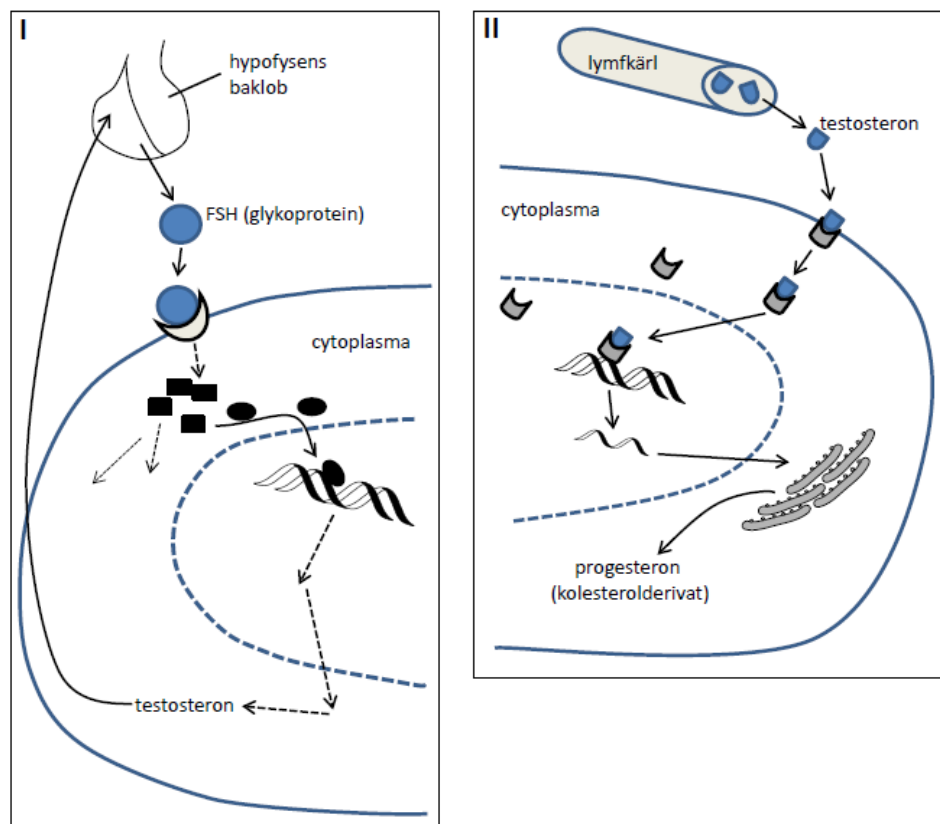 I
hypofysens
baklob
FSH (glykoprotein)
cytoplasma
testosteron
II
lymfkärl
testosteron
cytoplasma
progesteron
(kolesterolderivat)